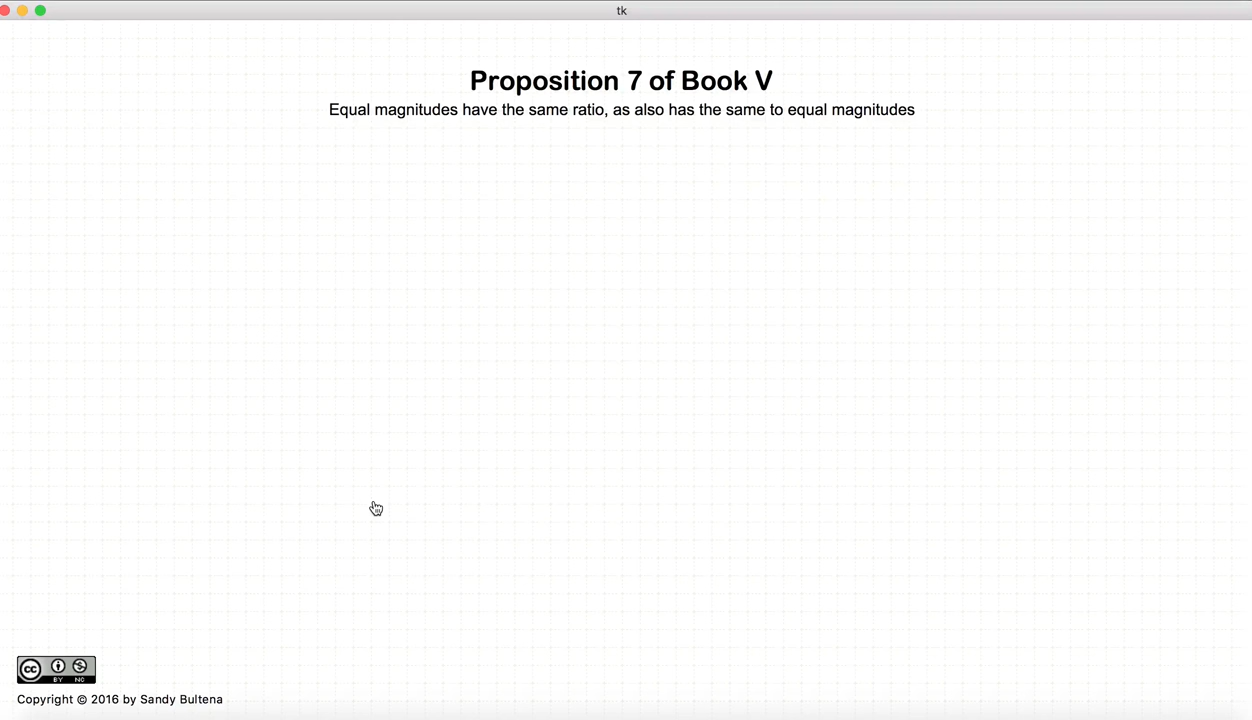 tk
Proposition 7 of Book V
Equal magnitudes have the same ratio, as also has the same to equal magnitudes
cc
BY NC
Copyright © 2016 by Sandy Bultena